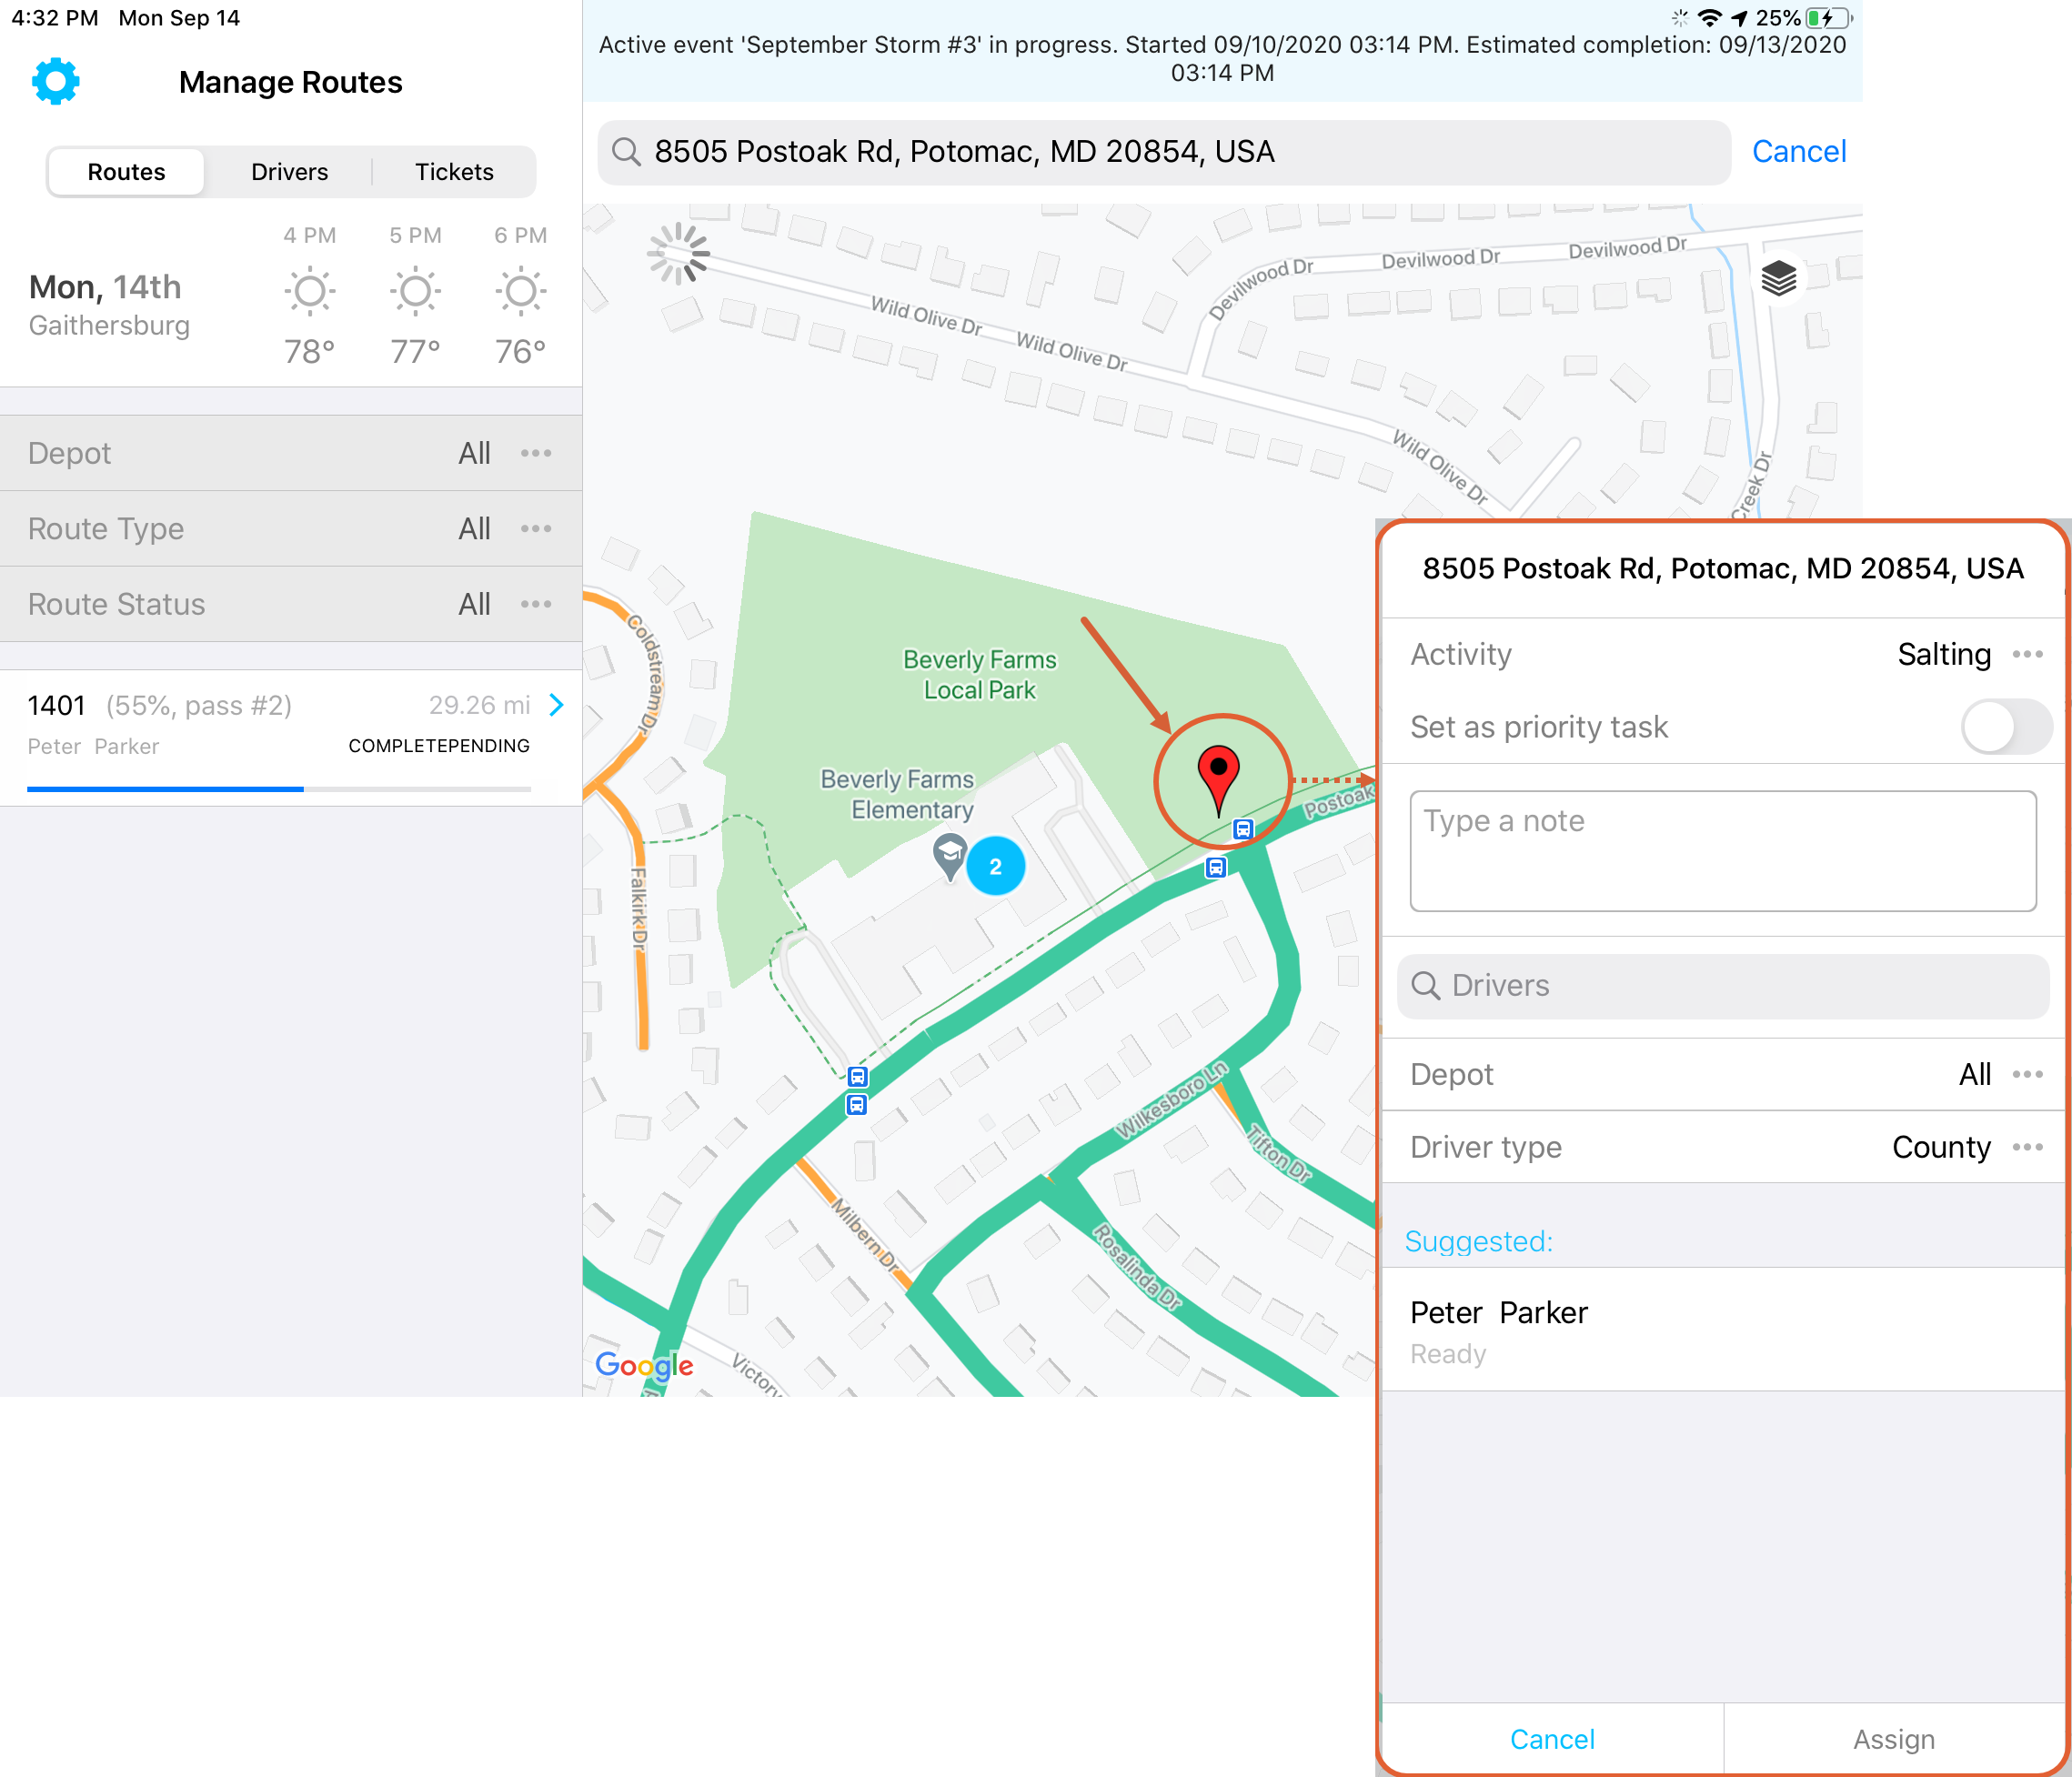 4:32 PM Mon Sep 14
25%
Manage Routes
Routes
Drivers
Tickets
4 PM
5 PM
6 PM
Mon, 14th
Gaithersburg
78°
77°
76°
Depot
All
Route Type
All
Route Status
All
1401 (55%, pass #2)
29.26 mi
Peter Parker
COMPLETEPENDING
Active event 'September Storm #3' in progress. Started 09/10/2020 03:14 PM. Estimated completion: 09/13/2020
03:14 PM
8505 Postoak Rd, Potomac, MD 20854, USA
Cancel
Devilwood Dr
Devilwood Dr
Devilwood Dr
Wild Olive Dr
Wild Olive Dr
Wild Olive Dr
Creek Dr
Coldstream Dr
Beverly Farms
Local Park
Beverly Farms
Elementary
2
Postoak
Falkirk Dr
Wilkesboro Ln
Tifton Dr
Milbern Dr
Rosalinda Dr
Victory
Google
8505 Postoak Rd, Potomac, MD 20854, USA
Activity
Salting
Set as priority task
Type a note
Drivers
Depot
All
Driver type
County
Suggested:
Peter Parker
Ready
Cancel
Assign